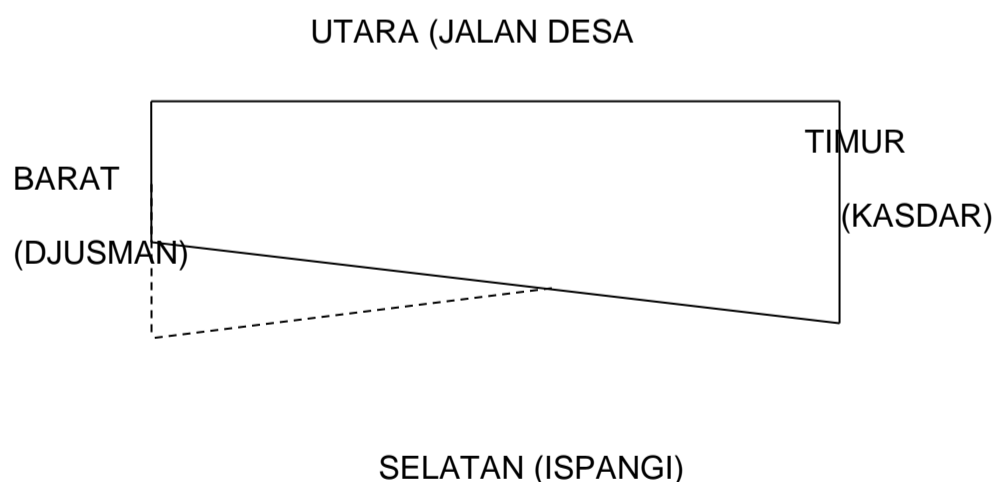 UTARA (JALAN DESA
TIMUR
BARAT
(KASDAR)
(DJUSMAN)
SELATAN (ISPANGI)